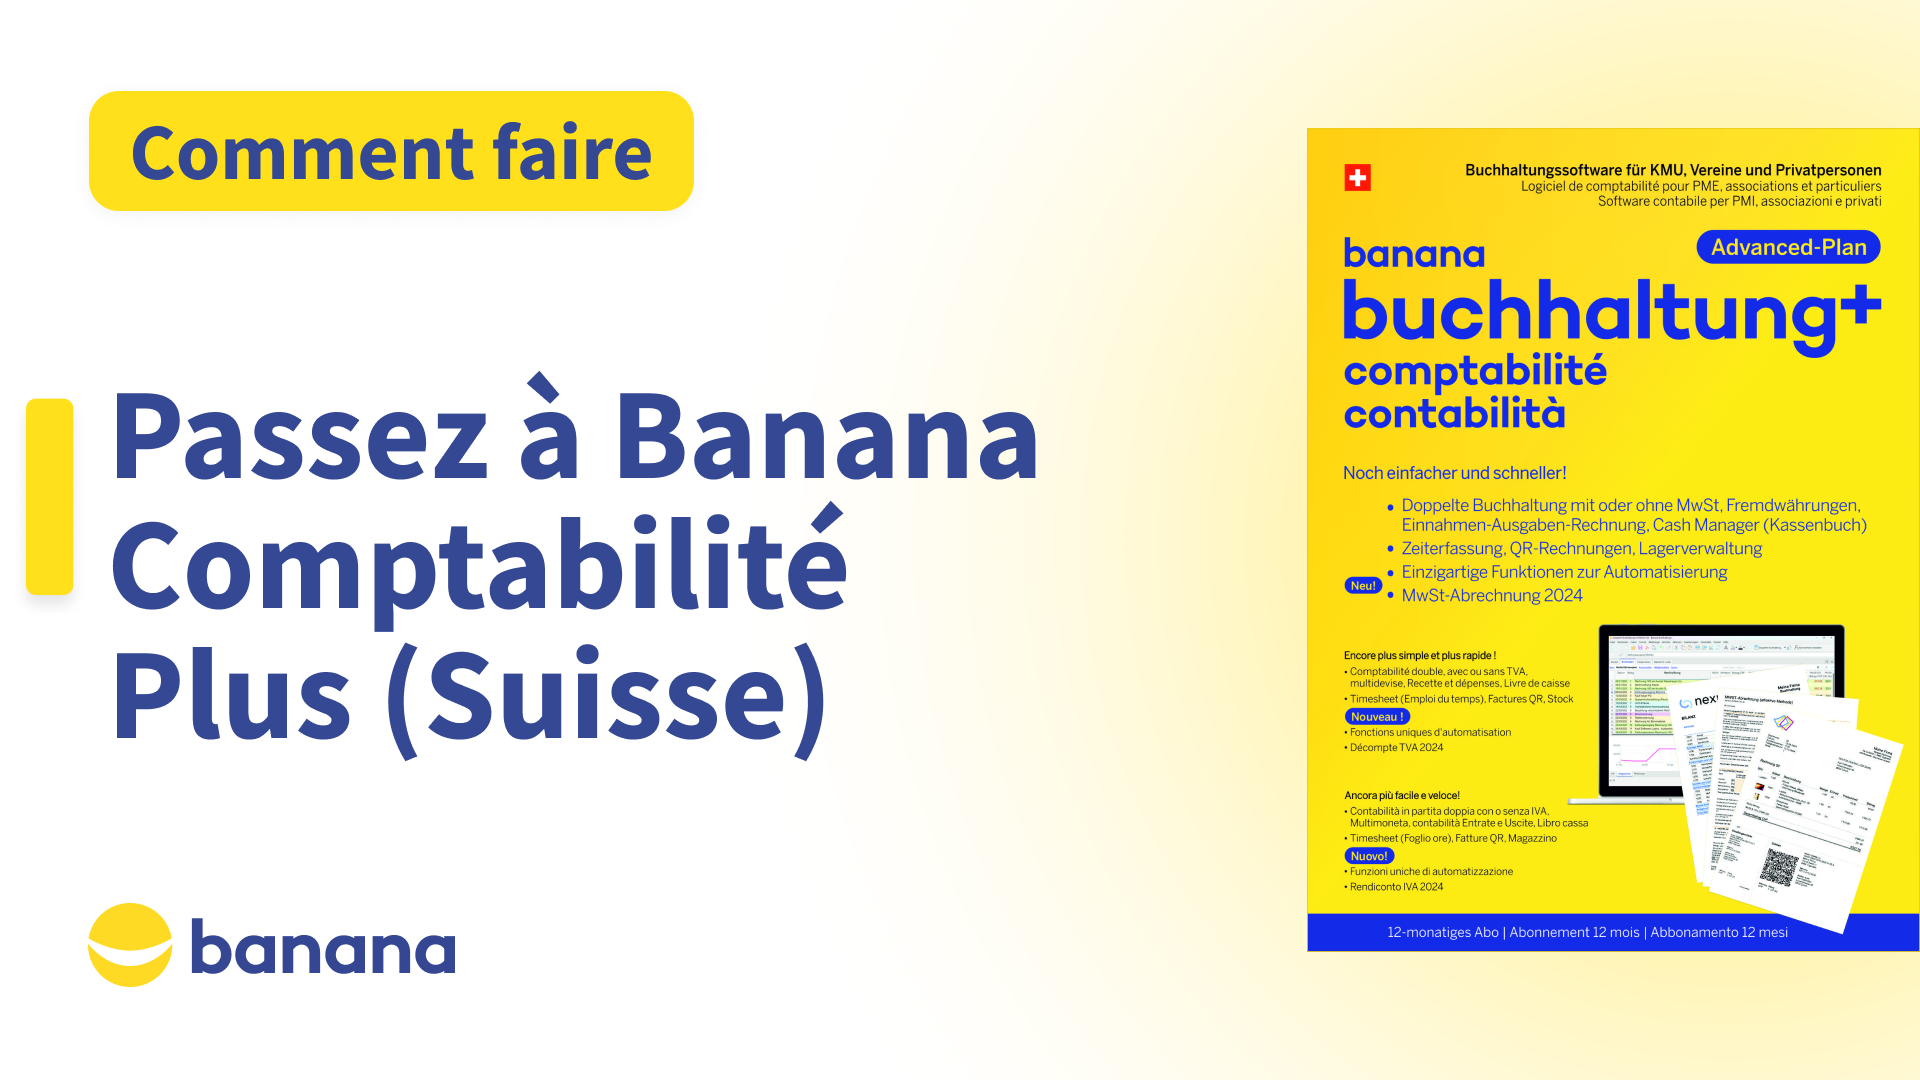 Comment faire
Passez à Banana
Comptabilité
Plus (Suisse)
banana
Buchhaltungssoftware für KMU, Vereine und Privatpersonen
Logiciel de comptabilité pour PME, associations et particuliers
Software contabile per PMI, associazioni e privati
banana
Advanced-Plan
buchhaltung+
comptabilité
contabilità
Noch einfacher und schneller!
• Doppelte Buchhaltung mit oder ohne MwSt, Fremdwährungen,
Einnahmen-Ausgaben-Rechnung, Cash Manager (Kassenbuch)
• Zeiterfassung, QR-Rechnungen, Lagerverwaltung
• Einzigartige Funktionen zur Automatisierung
Neu!
• MwSt-Abrechnung 2024
Encore plus simple et plus rapide !
• Comptabilité double, avec ou sans TVA,
multidevise, Recette et dépenses, Livre de caisse
• Timesheet (Emploi du temps), Factures QR, Stock
Nouveau !
• Fonctions uniques d'automatisation
• Décompte TVA 2024
Ancora più facile e veloce!
• Contabilità in partita doppia con o senza IVA,
Multimoneta, contabilità Entrate e Uscite, Libro cassa
• Timesheet (Foglio ore), Fatture QR, Magazzino
Nuovo!
• Funzioni uniche di automatizzazione
• Rendiconto IVA 2024
BILANZ
12-monatiges Abo | Abonnement 12 mois | Abbonamento 12 mesi